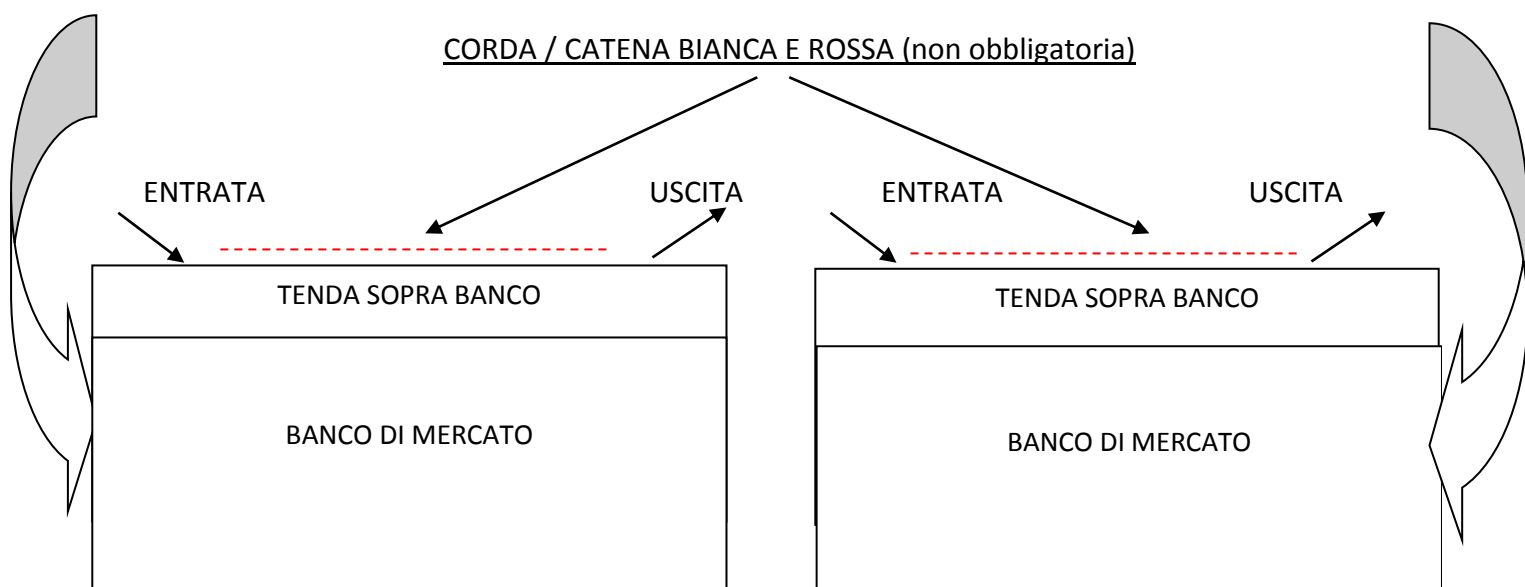 CORDA / CATENA BIANCA E ROSSA (non obbligatoria)
ENTRATA
USCITA
ENTRATA
USCITA
TENDA SOPRA BANCO
TENDA SOPRA BANCO
BANCO DI MERCATO
BANCO DI MERCATO